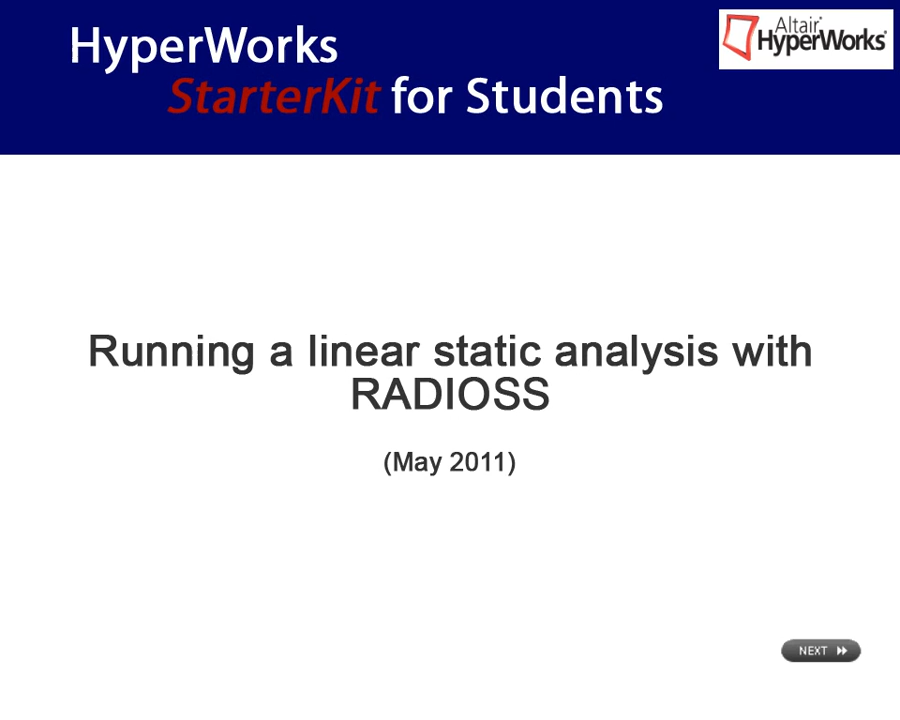 HyperWorks
StarterKit for Students
Altair®
HyperWorks®
Running a linear static analysis with
RADIOSS
(May 2011)
NEXT